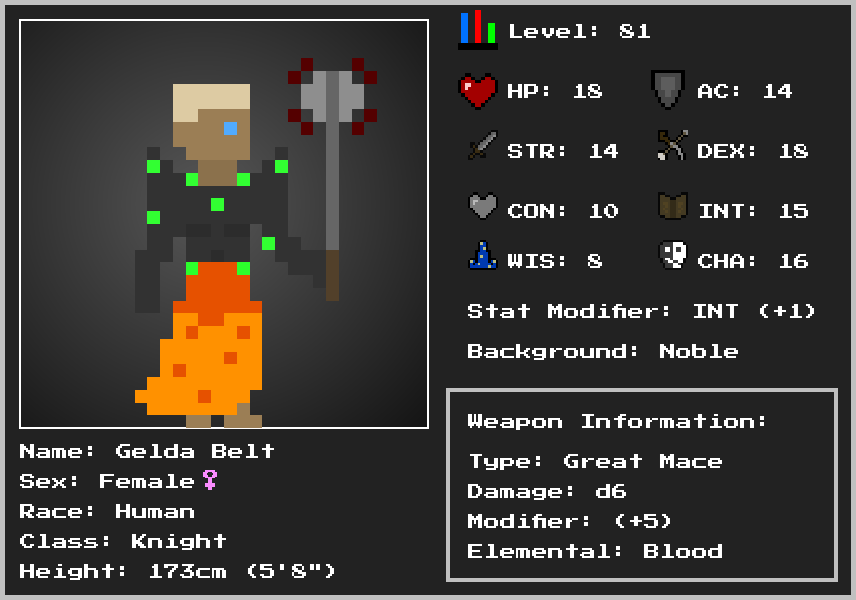 Level: 81
HP: 18
AC: 14
STR: 14
DEX: 18
CON: 10
INT: 15
WIS: 8
CHA: 16
Stat Modifier: INT (+1)
Background: Noble
Weapon Information:
Type: Great Mace
Damage: d6
Modifier: (+5)
Elemental: Blood
Name: Gelda Belt
Sex: Female ♀
Race: Human
Class: Knight
Height: 173cm (5'8")